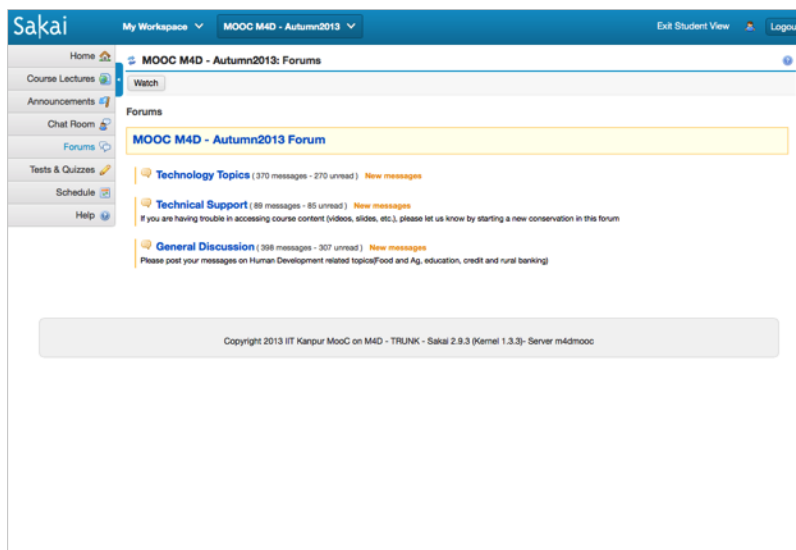 Sakai
My Workspace
MOOC M4D - Autumn2013
Exit Student View
Logou
Home
Course Lectures
Announcements
Chat Room
Forums
Tests & Quizzes
Schedule
Help
MOOC M4D - Autumn2013: Forums
Watch
Forums
MOOC M4D - Autumn2013 Forum
Technology Topics ( 370 messages - 270 unread ) New messages
Technical Support ( 89 messages - 85 unread ) New messages
If you are having trouble in accessing course content (videos, slides, etc.), please let us know by starting a new conservation in this forum
General Discussion ( 398 messages - 307 unread ) New messages
Please post your messages on Human Development related topics(Food and Ag, education, credit and rural banking)
Copyright 2013 IIT Kanpur MooC on M4D - TRUNK - Sakai 2.9.3 (Kernel 1.3.3)- Server m4dmooc